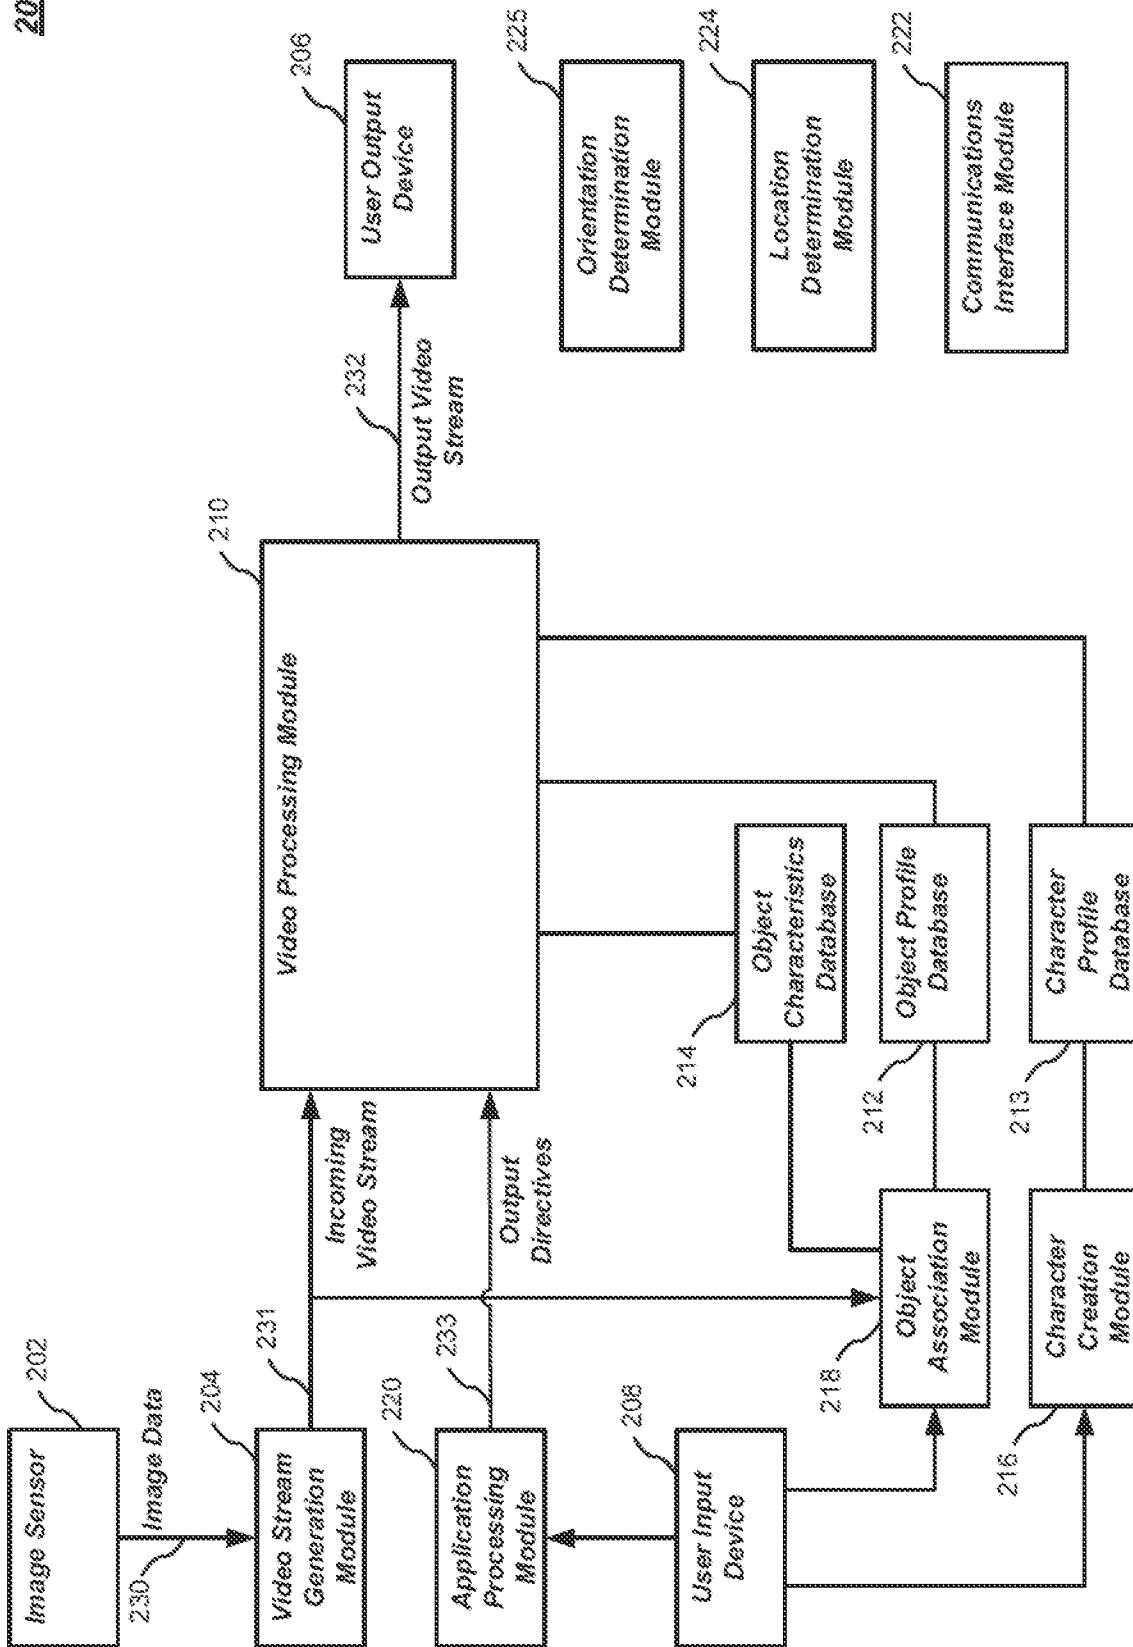 20
Image Sensor
202
230
Image Data
Video Stream
Generation
Module
204
231
Incoming
Video Stream
Video Processing Module
210
232
Output Video
Stream
User Output
Device
206
Application
Processing
Module
220
233
Output
Directives
User Input
Device
208
Orientation
Determination
Module
225
Location
Determination
Module
224
Communications
Interface Module
222
Object
Characteristics
Database
214
Object
Association
Module
218
Object Profile
Database
212
Character
Creation
Module
216
Character
Profile
Database
213